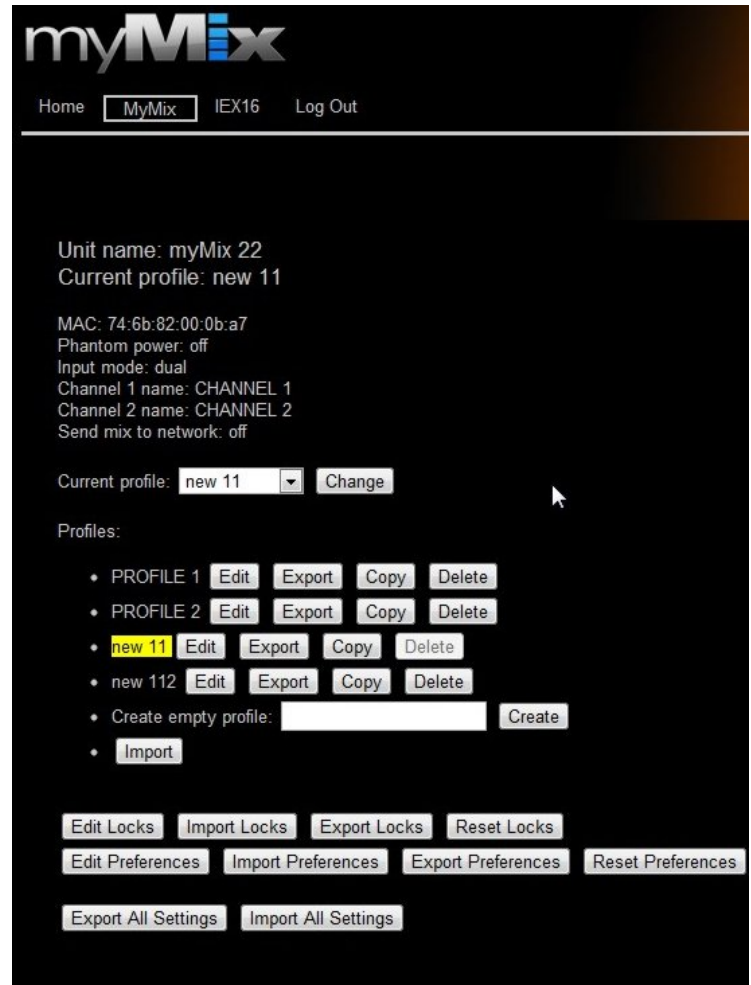 myMix
Home MyMix IEX16 Log Out
Unit name: myMix 22
Current profile: new 11
MAC: 74:6b:82:00:0b:a7
Phantom power: off
Input mode: dual
Channel 1 name: CHANNEL 1
Channel 2 name: CHANNEL 2
Send mix to network: off
Current profile: new 11 Change
Profiles:
PROFILE 1 Edit Export Copy Delete
PROFILE 2 Edit Export Copy Delete
new 11 Edit Export Copy Delete
new 112 Edit Export Copy Delete
Create empty profile: Create
Import
Edit Locks Import Locks Export Locks Reset Locks
Edit Preferences Import Preferences Export Preferences Reset Preferences
Export All Settings Import All Settings